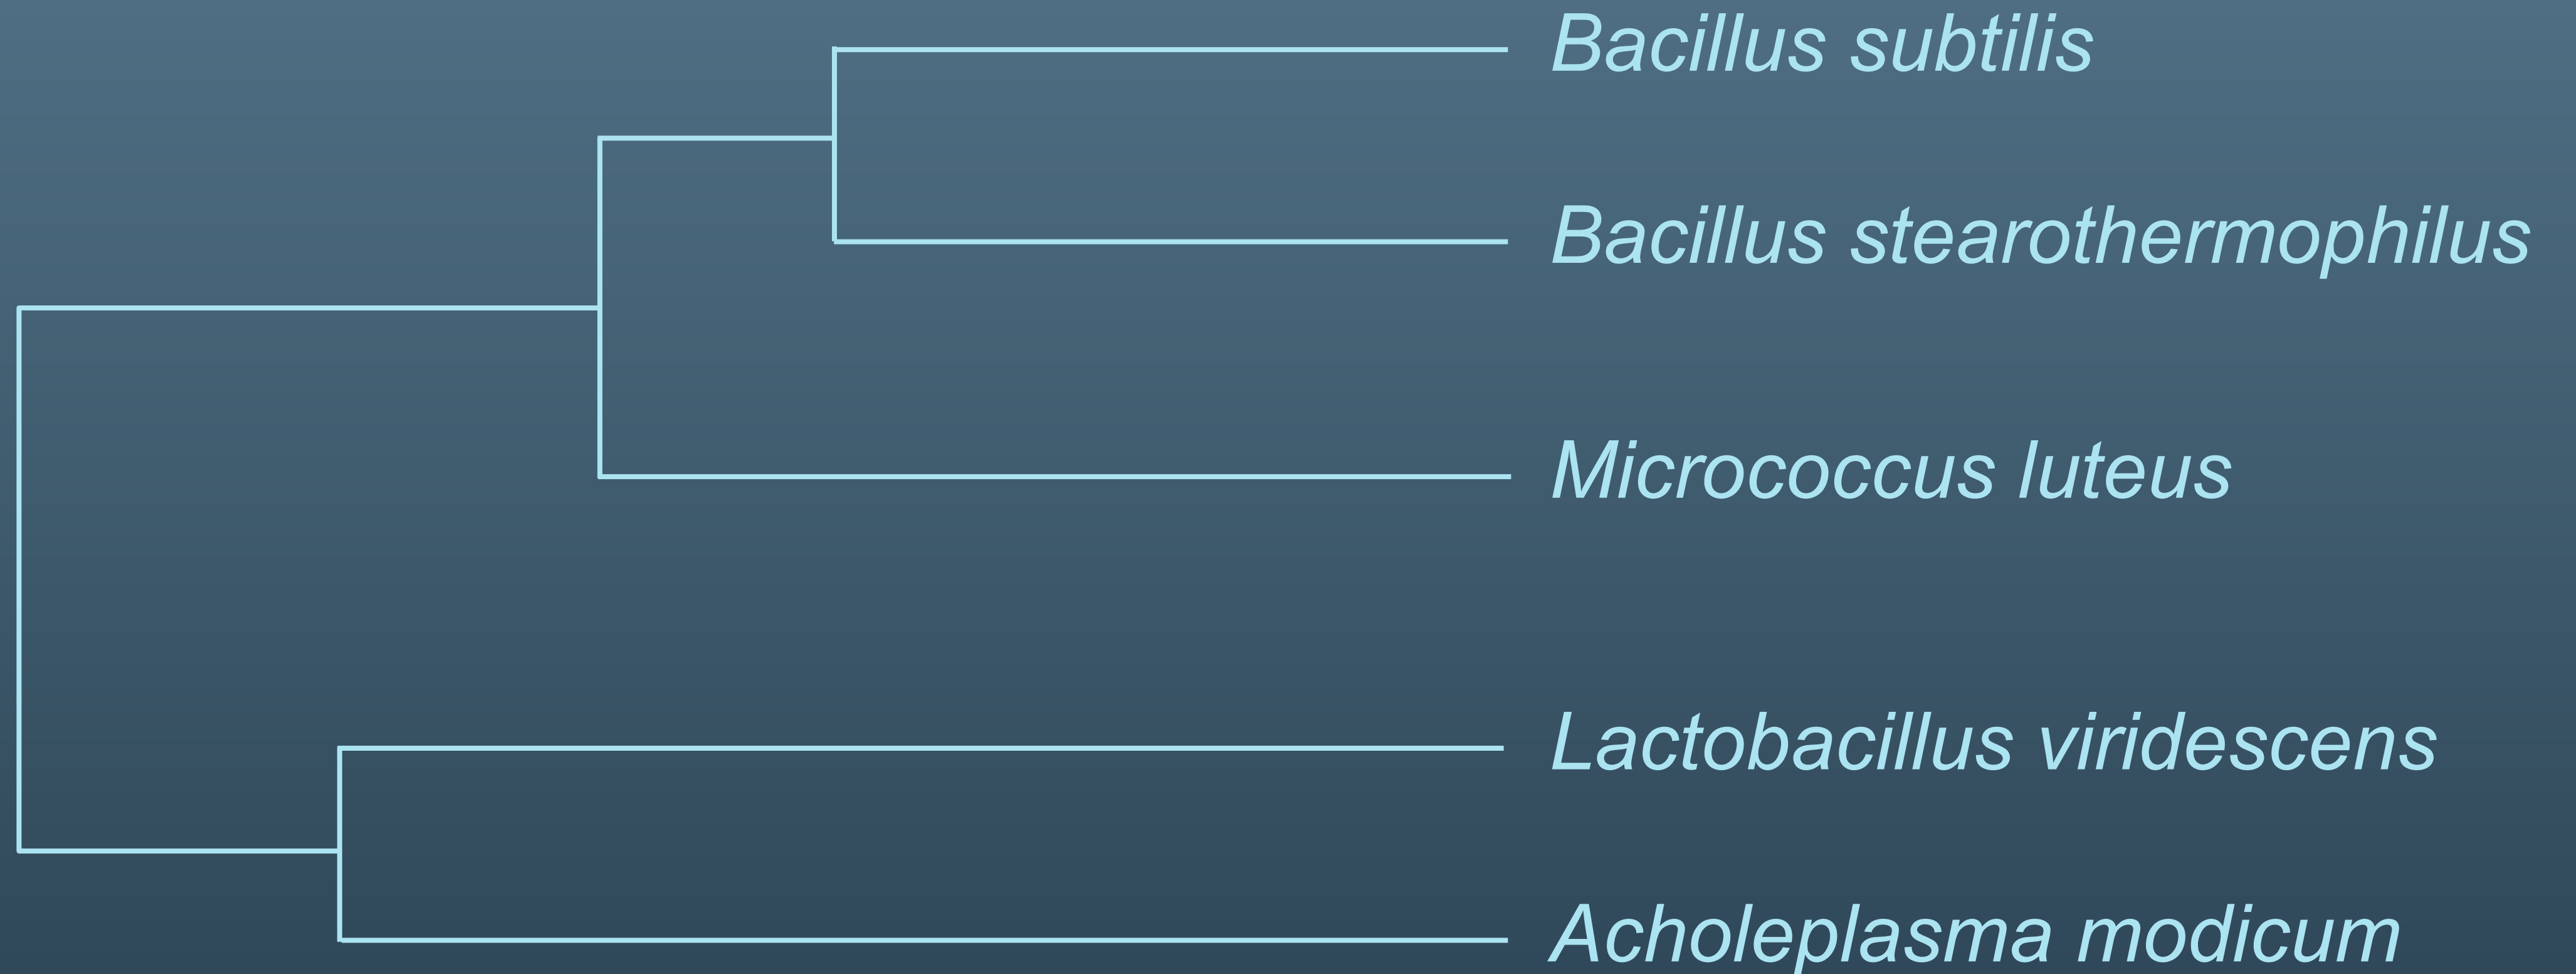 Bacillus subtilis
Bacillus stearothermophilus
Micrococcus luteus
Lactobacillus viridescens
Acholeplasma modicum